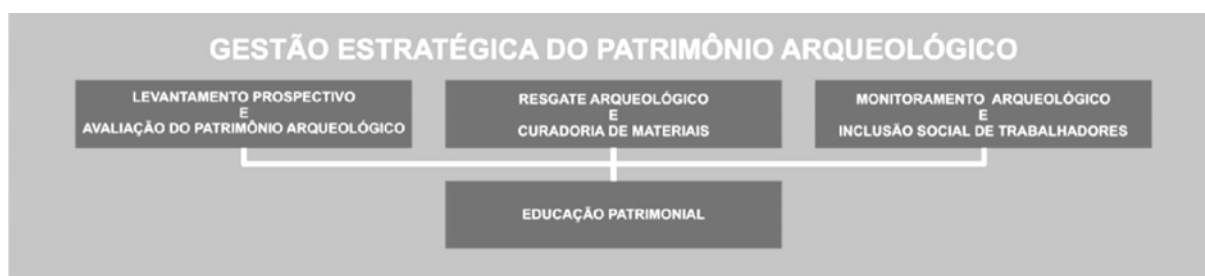 GESTÃO ESTRATÉGICA DO PATRIMÔNIO ARQUEOLÓGICO
LEVANTAMENTO PROSPECTIVO
E
AVALIAÇÃO DO PATRIMÔNIO ARQUEOLÓGICO
RESGATE ARQUEOLÓGICO
E
CURADORIA DE MATERIAIS
MONITORAMENTO ARQUEOLÓGICO
E
INCLUSÃO SOCIAL DE TRABALHADORES
EDUCAÇÃO PATRIMONIAL